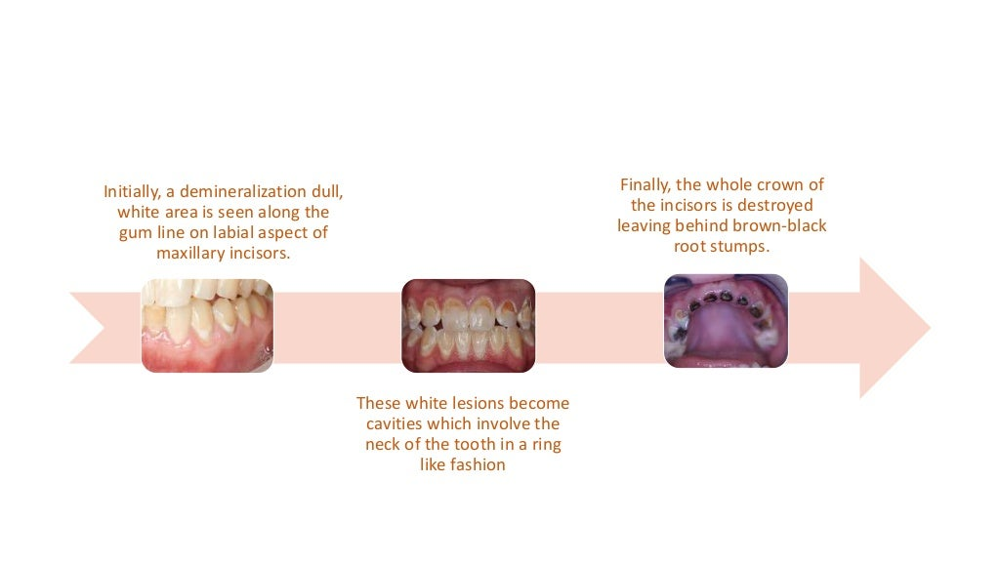 Initially, a demineralization dull,
white area is seen along the
gum line on labial aspect of
maxillary incisors.
These white lesions become
cavities which involve the
neck of the tooth in a ring
like fashion
Finally, the whole crown of
the incisors is destroyed
leaving behind brown-black
root stumps.